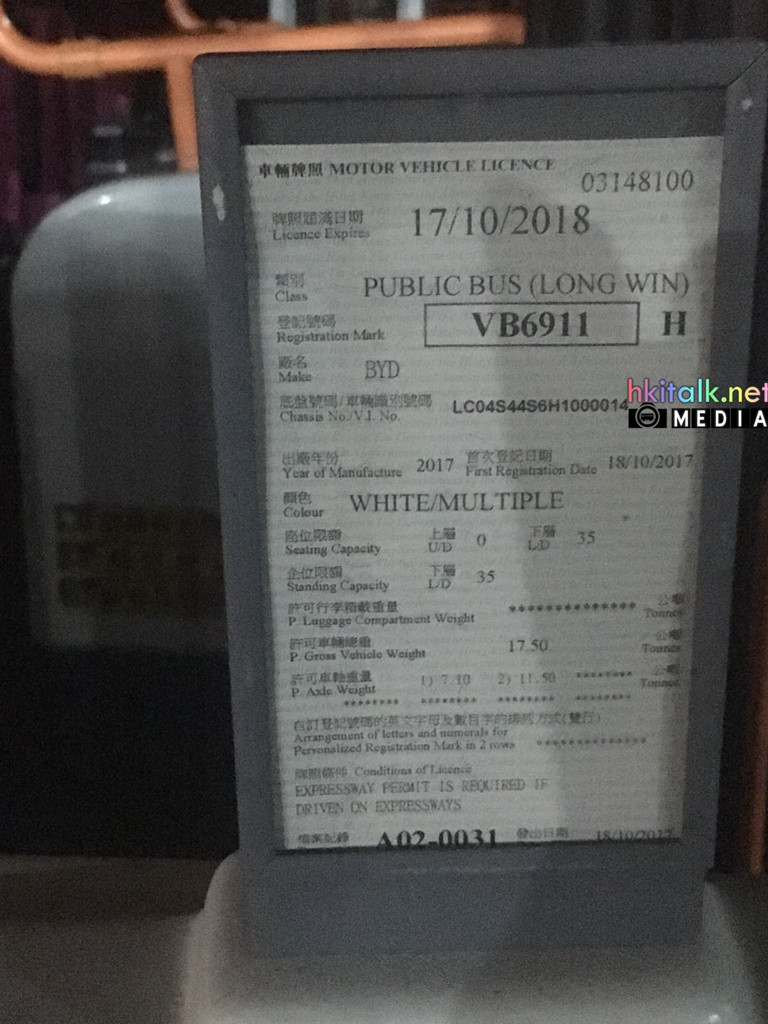 車輛牌照 MOTOR VEHICLE LICENCE
03148100
牌照屆滿日期 17/10/2018
Licence Expires
類別 PUBLIC BUS (LONG WIN)
Class
登記號碼 VB6911 H
Registration Mark
廠名 BYD
Make
底盤號碼/車輛識別號碼 LC04S44S6H1000014
Chassis No./V.I. No.
hkitalk.net
MEDIA
出廠年份 2017 首次登記日期 18/10/2017
Year of Manufacture First Registration Date
顏色 WHITE/MULTIPLE
Colour
座位限額 上層 0 下層 35
Seating Capacity U/D L/D
企位限額 下層 35
Standing Capacity L/D
許可行李箱載重量 ************** 公噸
P. Luggage Compartment Weight Tonnes
許可車輛總重 17.50 公噸
P. Gross Vehicle Weight Tonnes
許可車軸重量 1) 7.10 2) 11.50 ******** 公噸
P. Axle Weight Tonnes
******** ******** ******** ********
自訂登記號碼的英文字母及數目字的排列方式(雙行)
Arrangement of letters and numerals for
Personalized Registration Mark in 2 rows **************
牌照條件 Conditions of Licence
EXPRESSWAY PERMIT IS REQUIRED IF
DRIVEN ON EXPRESSWAYS
檔案記錄 A02-0031 發出日期 18/10/2017